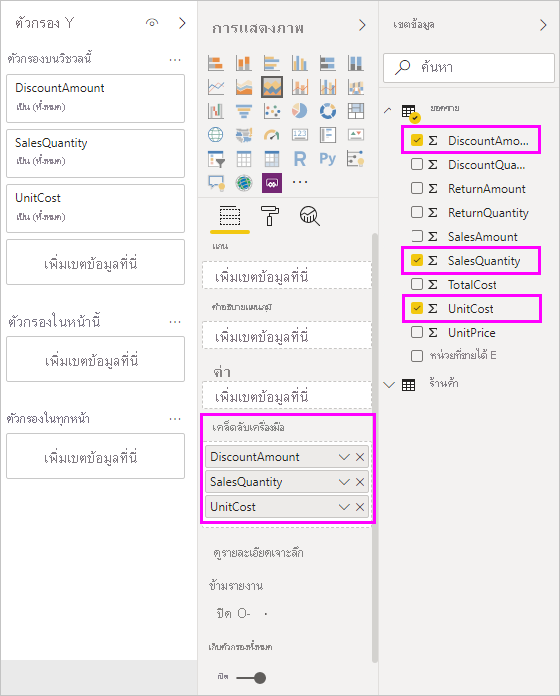 ตัวกรอง Y
ตัวกรองบนวิชวลนี้ ...
DiscountAmount
เป็น (ทั้งหมด)
SalesQuantity
เป็น (ทั้งหมด)
UnitCost
เป็น (ทั้งหมด)
เพิ่มเขตข้อมูลที่นี่
ตัวกรองในหน้านี้ ...
เพิ่มเขตข้อมูลที่นี่
ตัวกรองในทุกหน้า ...
เพิ่มเขตข้อมูลที่นี่
การแสดงภาพ
123
R Py
...
แกน
เพิ่มเขตข้อมูลที่นี่
คำอธิบายแผนภูมิ
เพิ่มเขตข้อมูลที่นี่
ค่า
เพิ่มเขตข้อมูลที่นี่
เคล็ดลับเครื่องมือ
DiscountAmount
SalesQuantity
UnitCost
ดูรายละเอียดเจาะลึก
ข้ามรายงาน
ปิด O-
เก็บตัวกรองทั้งหมด
เปิด
เขตข้อมูล
ค้นหา
ยอดขาย
Σ DiscountAmo...
Σ DiscountQua...
Σ ReturnAmount
Σ ReturnQuantity
Σ SalesAmount
Σ SalesQuantity
Σ TotalCost
Σ UnitCost
Σ UnitPrice
หน่วยที่ขายได้ E
ร้านค้า